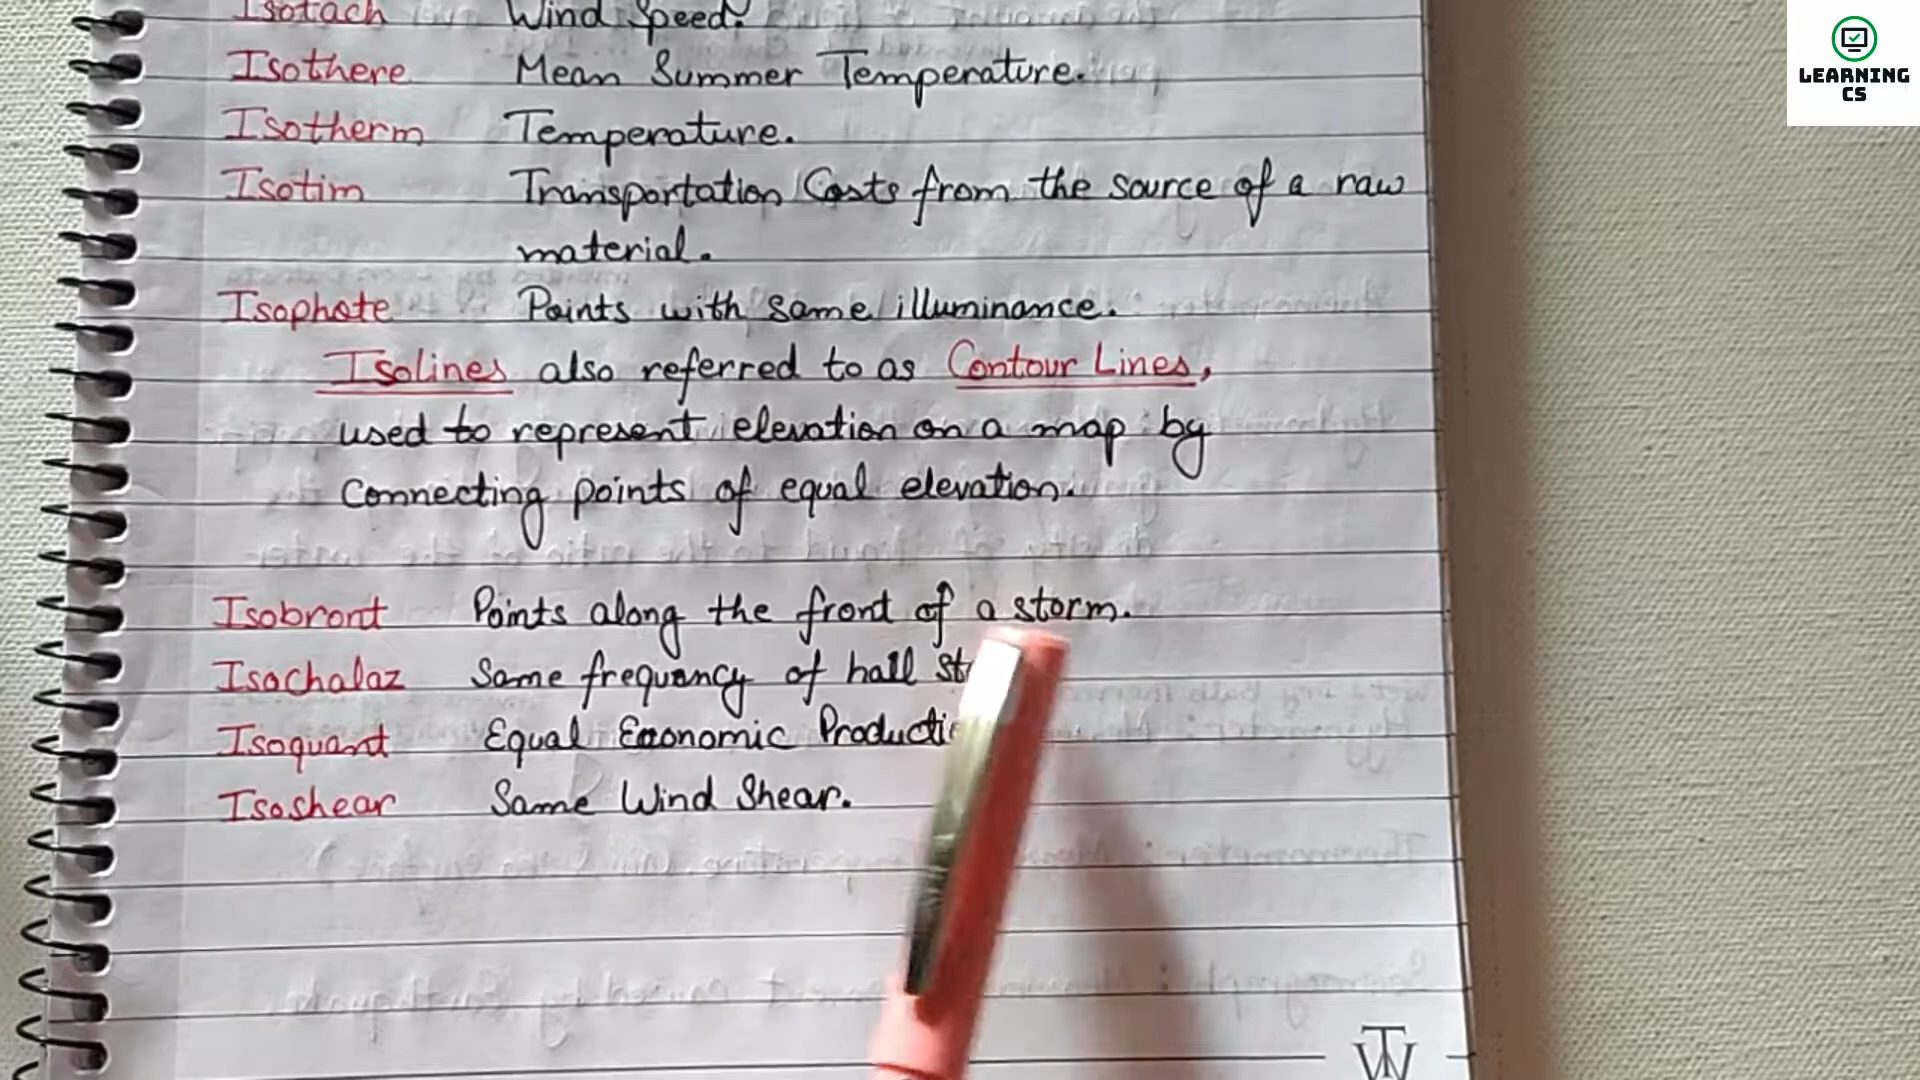 Isotach Wind Speed.
Isothere Mean Summer Temperature.
Isotherm Temperature.
Isotim Transportation Costs from the source of a raw
material.
Isophote Points with same illuminance.
Isolines also referred to as Contour Lines,
used to represent elevation on a map by
Connecting points of equal elevation.
Isobront Points along the front of a storm.
Isochalaz Same frequency of hall
Isoquant Equal Economic
Isoshear Same Wind Shear.
LEARNING
CS